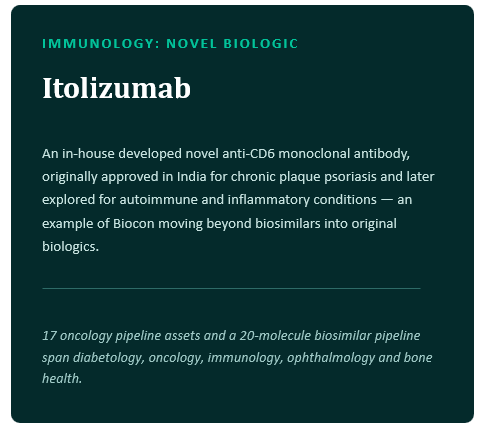 IMMUNOLOGY: NOVEL BIOLOGIC
Itolizumab
An in-house developed novel anti-CD6 monoclonal antibody,
originally approved in India for chronic plaque psoriasis and later
explored for autoimmune and inflammatory conditions — an
example of Biocon moving beyond biosimilars into original
biologics.
17 oncology pipeline assets and a 20-molecule biosimilar pipeline
span diabetology, oncology, immunology, ophthalmology and bone
health.